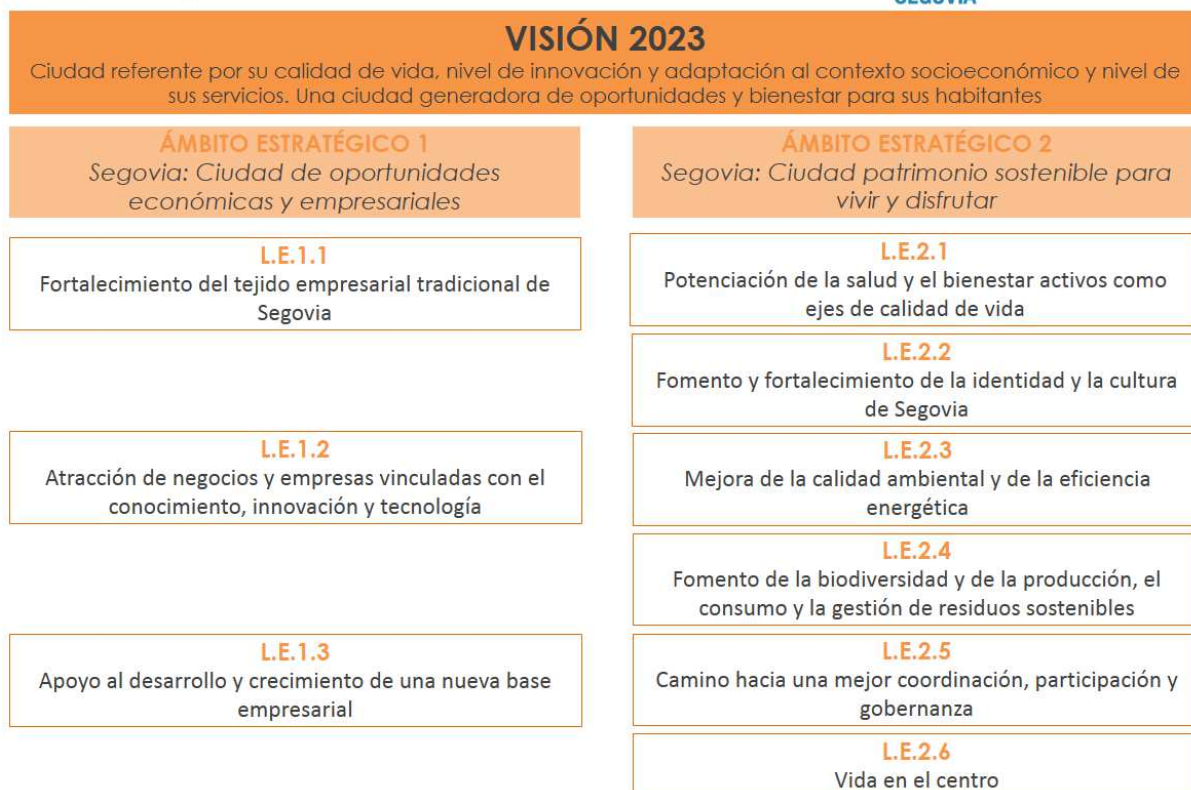 SEGOVIA
VISIÓN 2023
Ciudad referente por su calidad de vida, nivel de innovación y adaptación al contexto socioeconómico y nivel de
sus servicios. Una ciudad generadora de oportunidades y bienestar para sus habitantes
ÁMBITO ESTRATÉGICO 1
Segovia: Ciudad de oportunidades
económicas y empresariales
L.E.1.1
Fortalecimiento del tejido empresarial tradicional de
Segovia
L.E.1.2
Atracción de negocios y empresas vinculadas con el
conocimiento, innovación y tecnología
L.E.1.3
Apoyo al desarrollo y crecimiento de una nueva base
empresarial
ÁMBITO ESTRATÉGICO 2
Segovia: Ciudad patrimonio sostenible para
vivir y disfrutar
L.E.2.1
Potenciación de la salud y el bienestar activos como
ejes de calidad de vida
L.E.2.2
Fomento y fortalecimiento de la identidad y la cultura
de Segovia
L.E.2.3
Mejora de la calidad ambiental y de la eficiencia
energética
L.E.2.4
Fomento de la biodiversidad y de la producción, el
consumo y la gestión de residuos sostenibles
L.E.2.5
Camino hacia una mejor coordinación, participación y
gobernanza
L.E.2.6
Vida en el centro